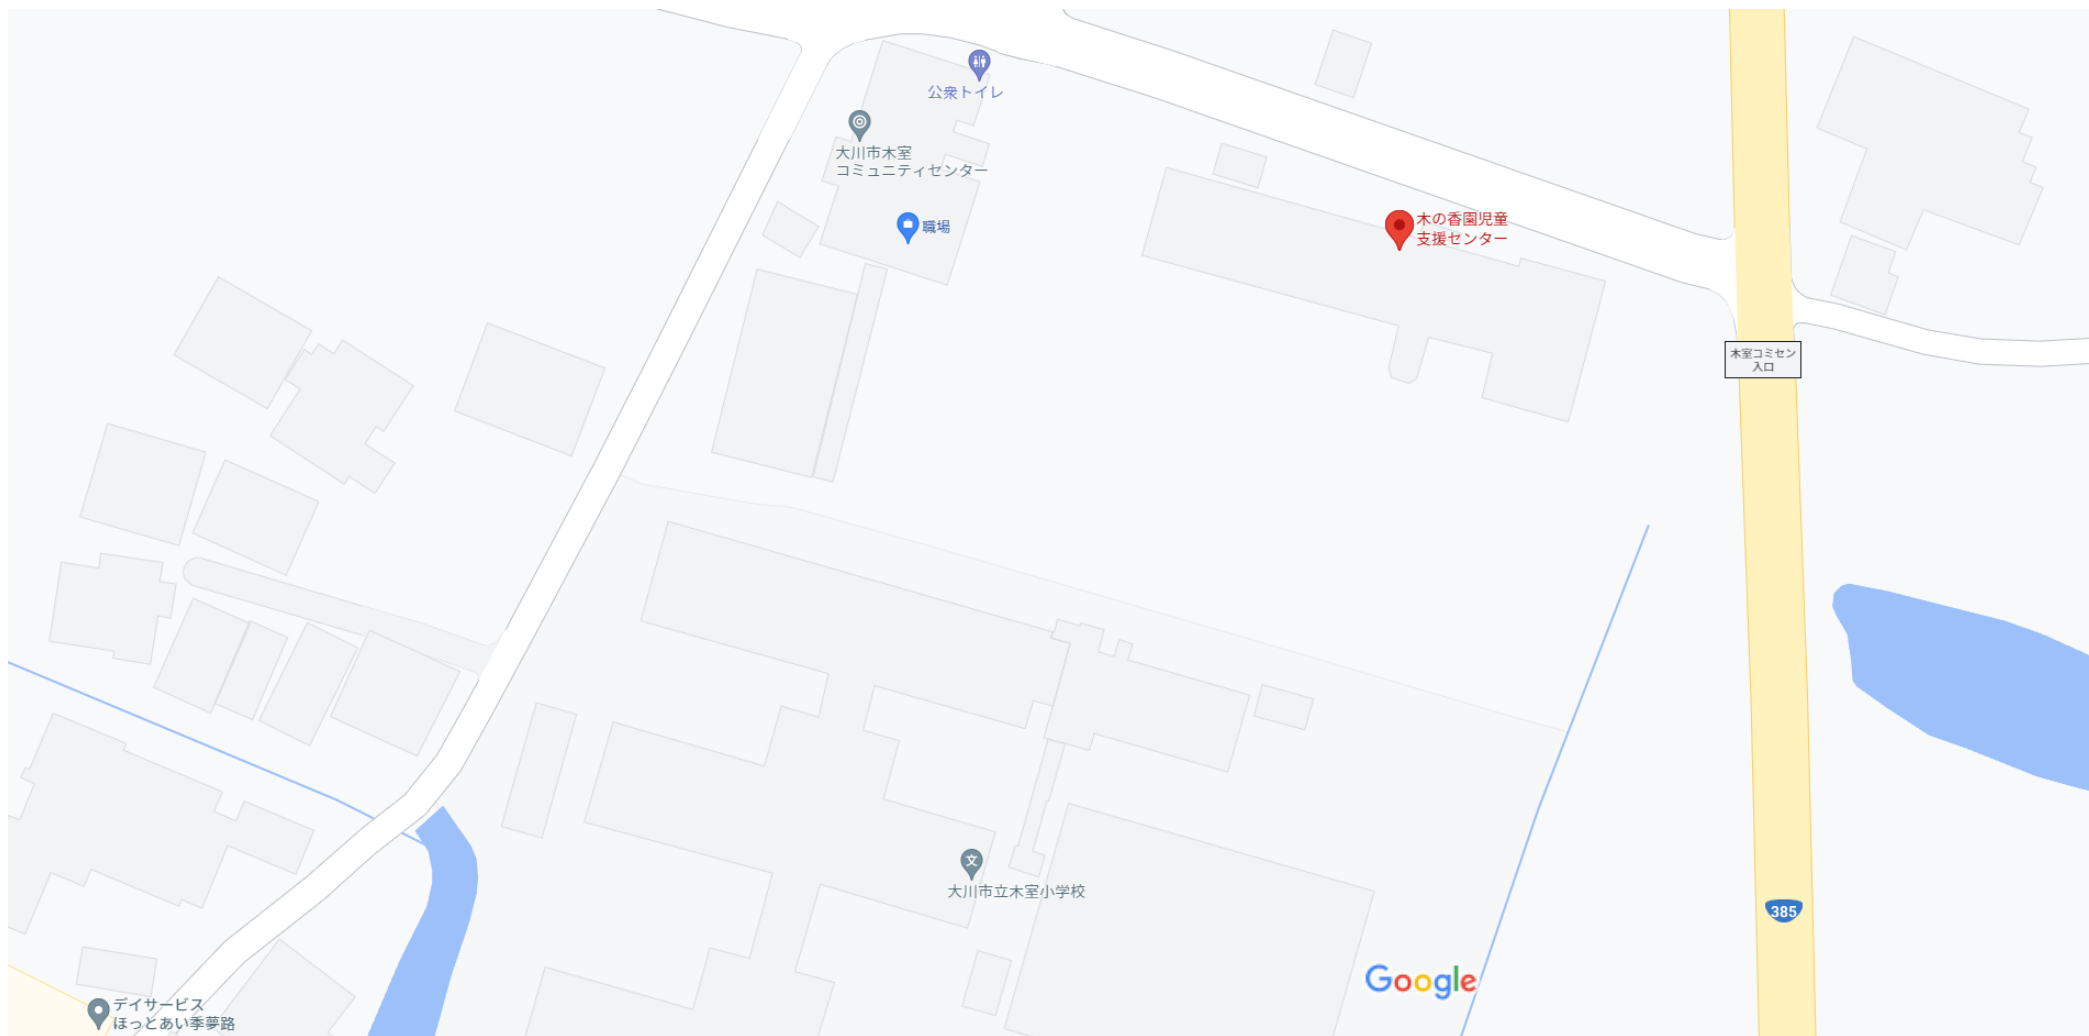 公衆トイレ
大川市木室
コミュニティセンター
職場
木の香園児童
支援センター
木室コミセン
入口
文
大川市立木室小学校
385
Google
デイサービス
ほっとあい季夢路